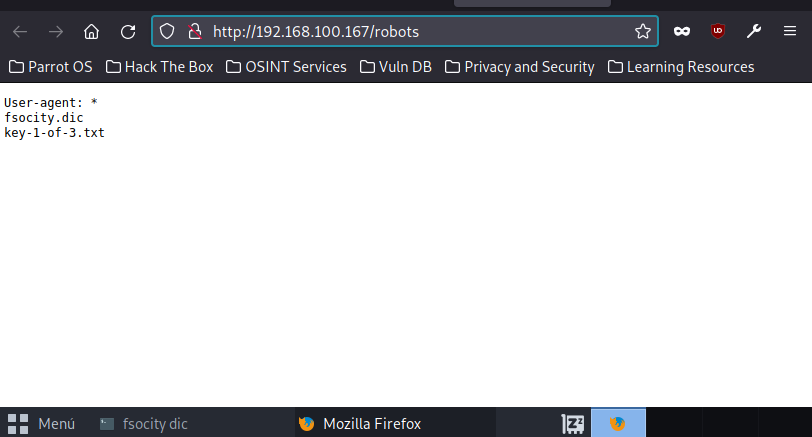 http://192.168.100.167/robots
Parrot OS Hack The Box OSINT Services Vuln DB Privacy and Security Learning Resources
User-agent: *
fsocity.dic
key-1-of-3.txt
Menú fsocity dic Mozilla Firefox